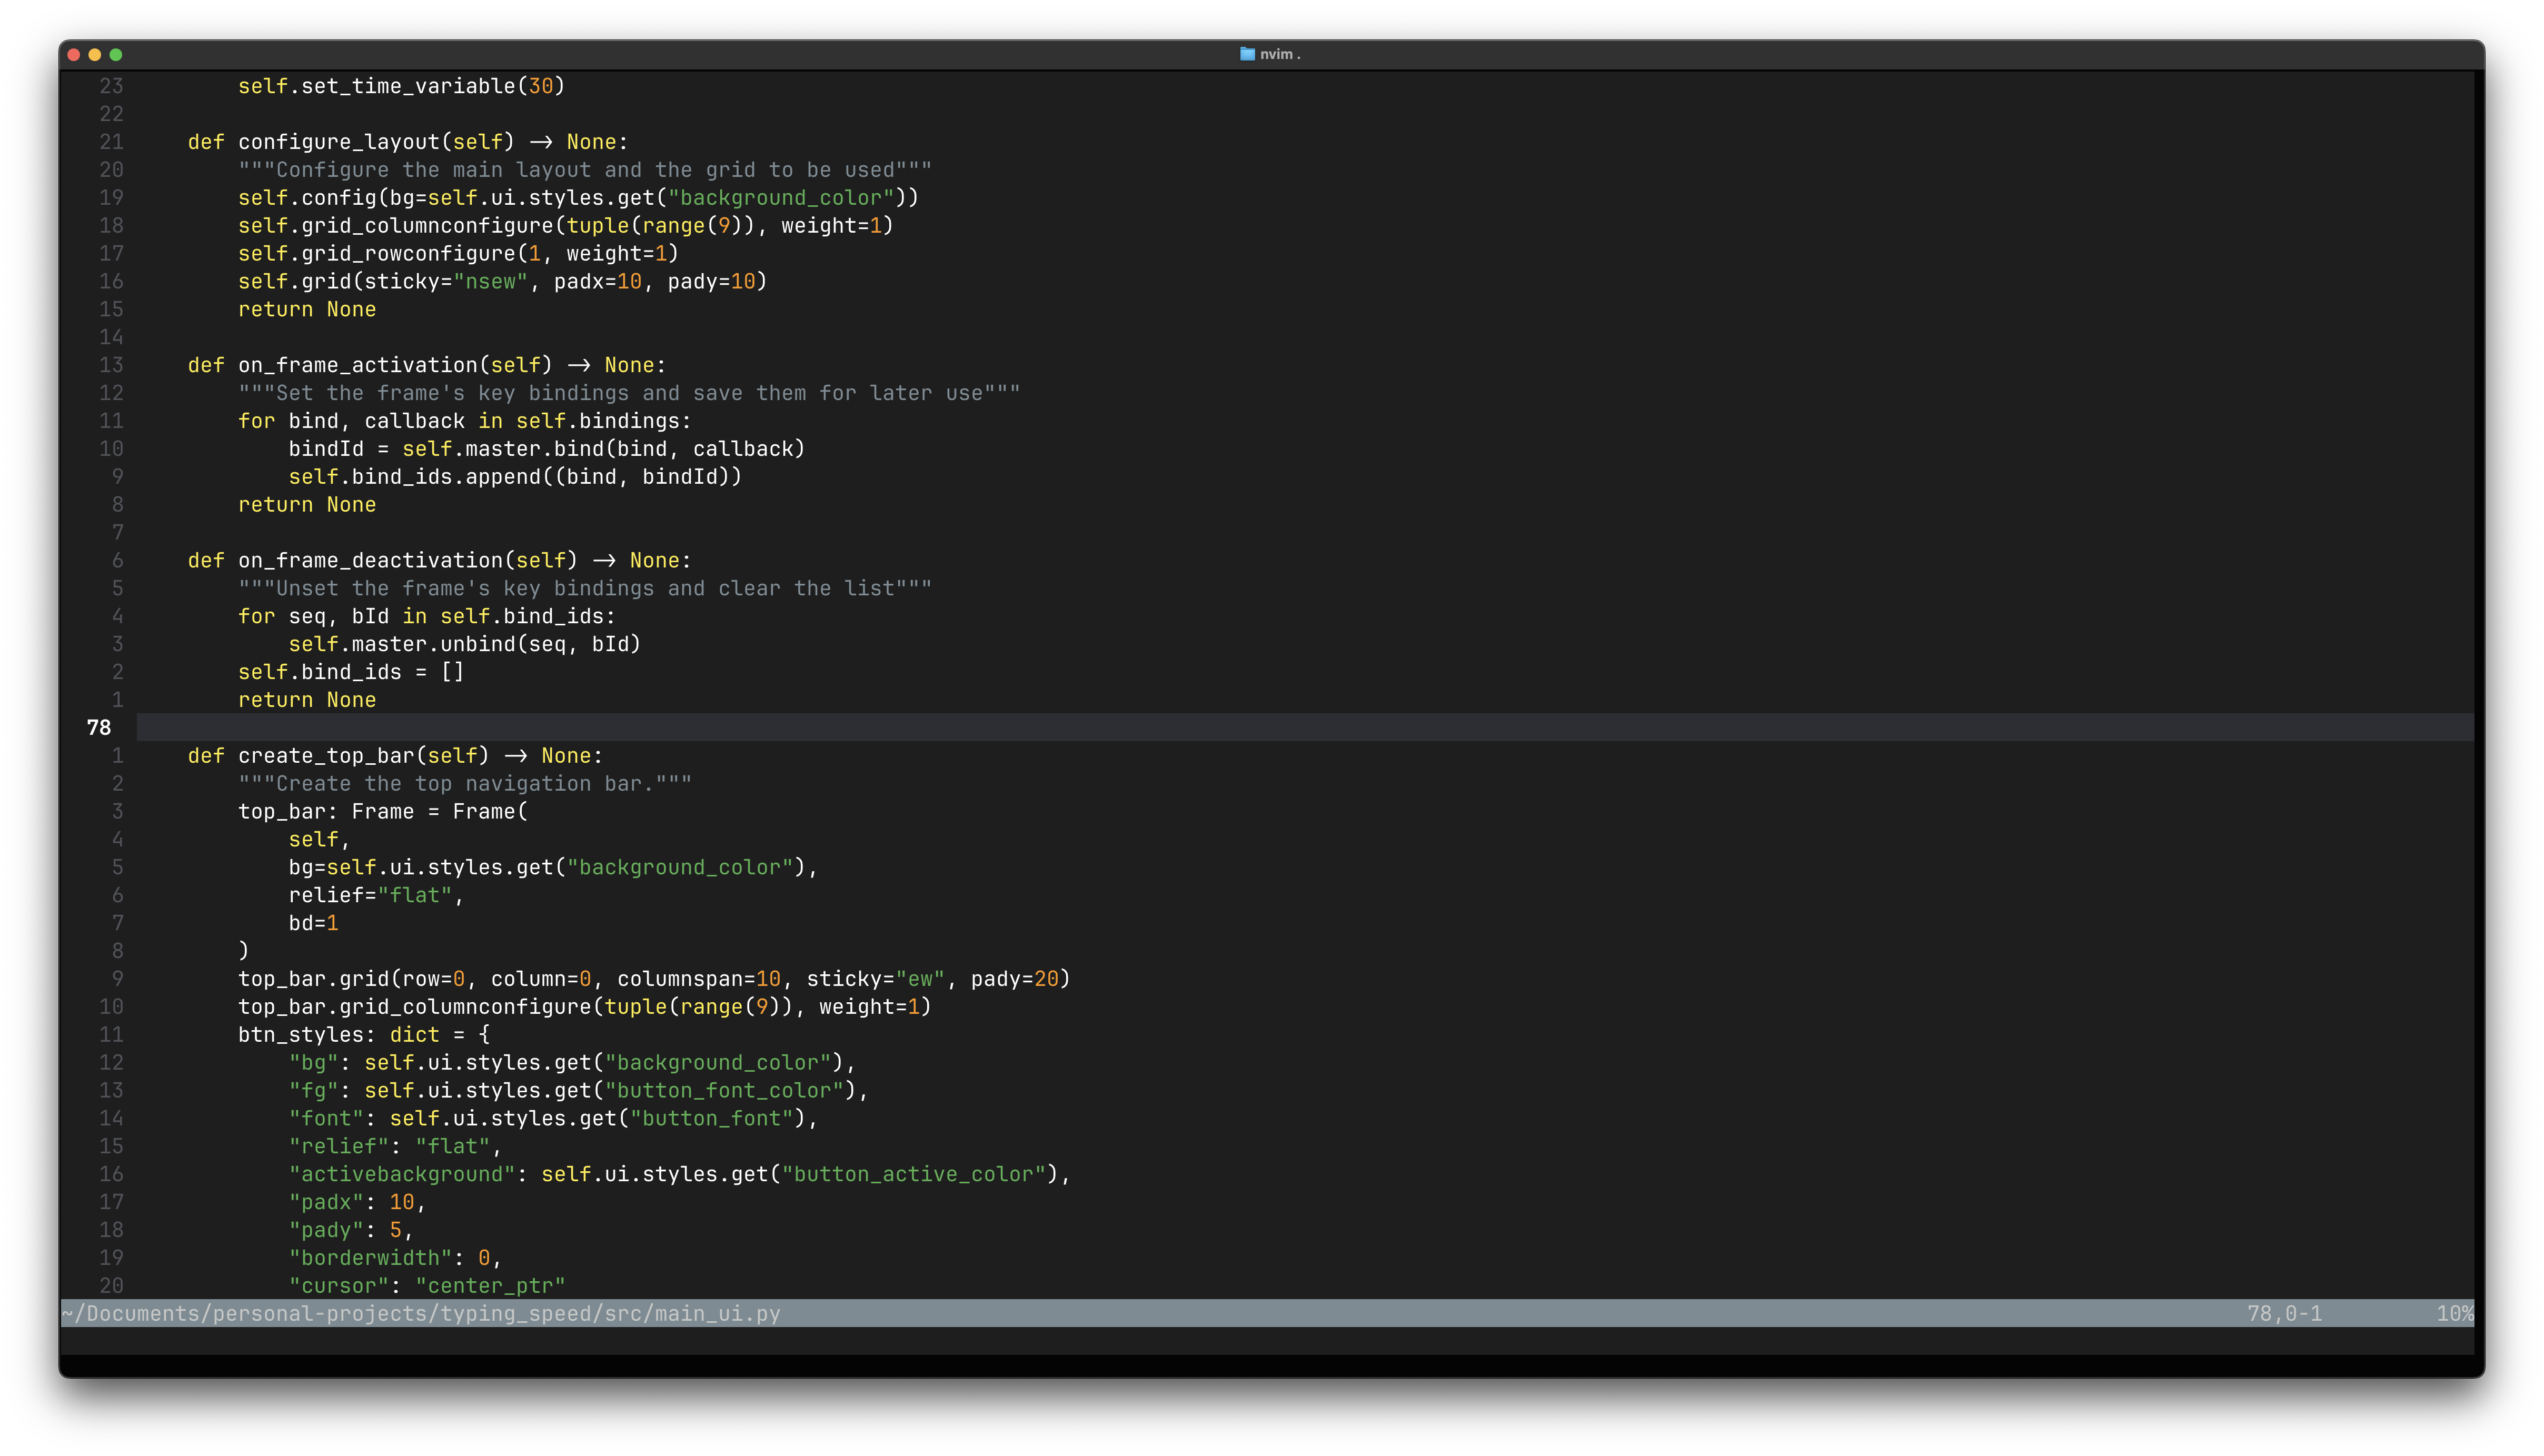 nvim .
23         self.set_time_variable(30)
22
21     def configure_layout(self) -> None:
20         """Configure the main layout and the grid to be used"""
19         self.config(bg=self.ui.styles.get("background_color"))
18         self.grid_columnconfigure(tuple(range(9)), weight=1)
17         self.grid_rowconfigure(1, weight=1)
16         self.grid(sticky="nsew", padx=10, pady=10)
15         return None
14
13     def on_frame_activation(self) -> None:
12         """Set the frame's key bindings and save them for later use"""
11         for bind, callback in self.bindings:
10             bindId = self.master.bind(bind, callback)
9             self.bind_ids.append((bind, bindId))
8         return None
7
6     def on_frame_deactivation(self) -> None:
5         """Unset the frame's key bindings and clear the list"""
4         for seq, bId in self.bind_ids:
3             self.master.unbind(seq, bId)
2         self.bind_ids = []
1         return None
78
1     def create_top_bar(self) -> None:
2         """Create the top navigation bar."""
3         top_bar: Frame = Frame(
4             self,
5             bg=self.ui.styles.get("background_color"),
6             relief="flat",
7             bd=1
8         )
9         top_bar.grid(row=0, column=0, columnspan=10, sticky="ew", pady=20)
10         top_bar.grid_columnconfigure(tuple(range(9)), weight=1)
11         btn_styles: dict = {
12             "bg": self.ui.styles.get("background_color"),
13             "fg": self.ui.styles.get("button_font_color"),
14             "font": self.ui.styles.get("button_font"),
15             "relief": "flat",
16             "activebackground": self.ui.styles.get("button_active_color"),
17             "padx": 10,
18             "pady": 5,
19             "borderwidth": 0,
20             "cursor": "center_ptr"
~/Documents/personal-projects/typing_speed/src/main_ui.py 78,0-1 10%